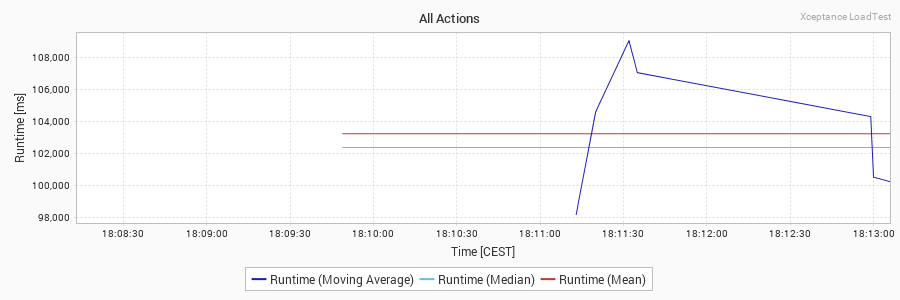 All Actions
Xceptance LoadTest
Runtime [ms]
108,000
106,000
104,000
102,000
100,000
98,000
18:08:30 18:09:00 18:09:30 18:10:00 18:10:30 18:11:00 18:11:30 18:12:00 18:12:30 18:13:00
Time [CEST]
Runtime (Moving Average) Runtime (Median) Runtime (Mean)